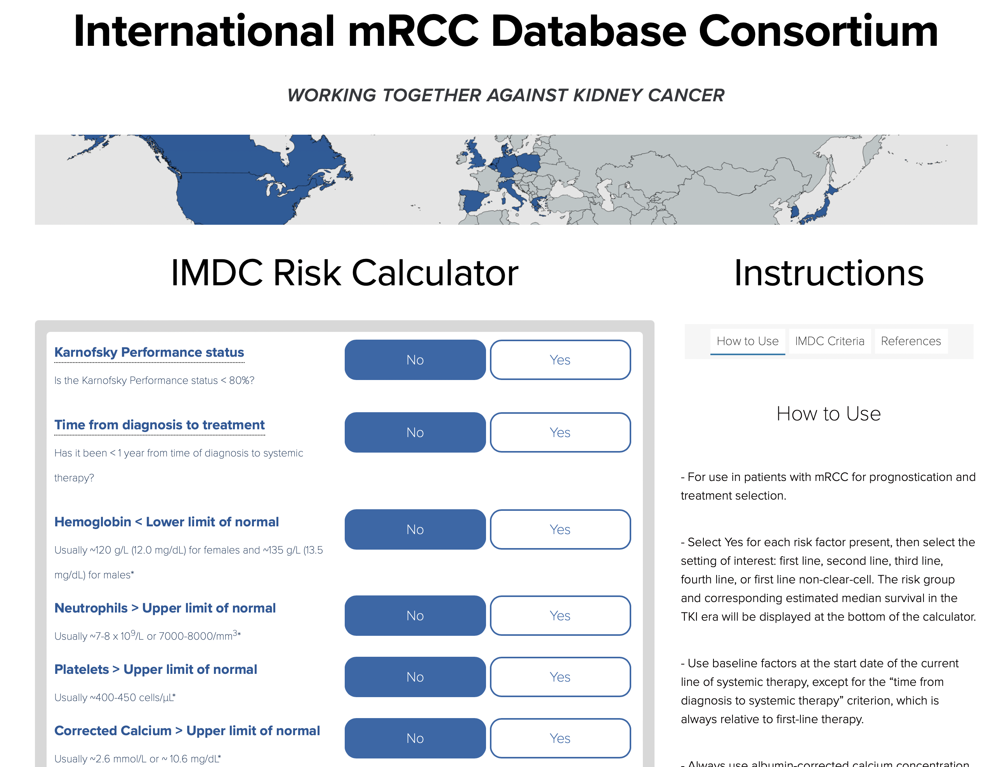 International mRCC Database Consortium
WORKING TOGETHER AGAINST KIDNEY CANCER
IMDC Risk Calculator
Karnofsky Performance status
Is the Karnofsky Performance status < 80%?
No
Yes
Time from diagnosis to treatment
Has it been < 1 year from time of diagnosis to systemic
therapy?
No
Yes
Hemoglobin < Lower limit of normal
Usually ~120 g/L (12.0 mg/dL) for females and ~135 g/L (13.5
mg/dL) for males*
No
Yes
Neutrophils > Upper limit of normal
Usually ~7-8 x 10⁹/L or 7000-8000/mm³*
No
Yes
Platelets > Upper limit of normal
Usually ~400-450 cells/µL*
No
Yes
Corrected Calcium > Upper limit of normal
Usually ~2.6 mmol/L or ~ 10.6 mg/dL*
No
Yes
Instructions
How to Use
IMDC Criteria
References
How to Use
- For use in patients with mRCC for prognostication and
treatment selection.
- Select Yes for each risk factor present, then select the
setting of interest: first line, second line, third line,
fourth line, or first line non-clear-cell. The risk group
and corresponding estimated median survival in the
TKI era will be displayed at the bottom of the calculator.
- Use baseline factors at the start date of the current
line of systemic therapy, except for the “time from
diagnosis to systemic therapy” criterion, which is
always relative to first-line therapy.
- Always use albumin-corrected calcium concentration